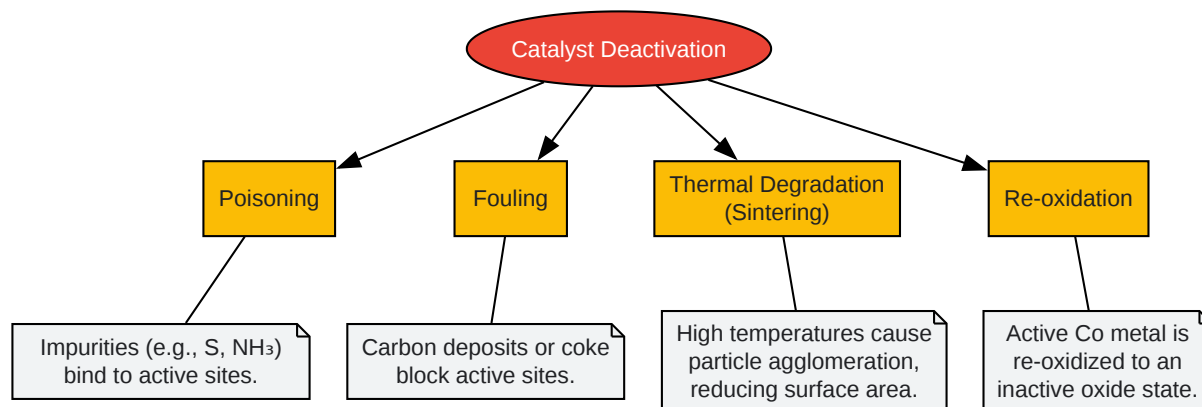 Catalyst Deactivation
Poisoning
Fouling
Thermal Degradation
(Sintering)
Re-oxidation
Impurities (e.g., S, NH₃)
bind to active sites.
Carbon deposits or coke
block active sites.
High temperatures cause
particle agglomeration,
reducing surface area.
Active Co metal is
re-oxidized to an
inactive oxide state.